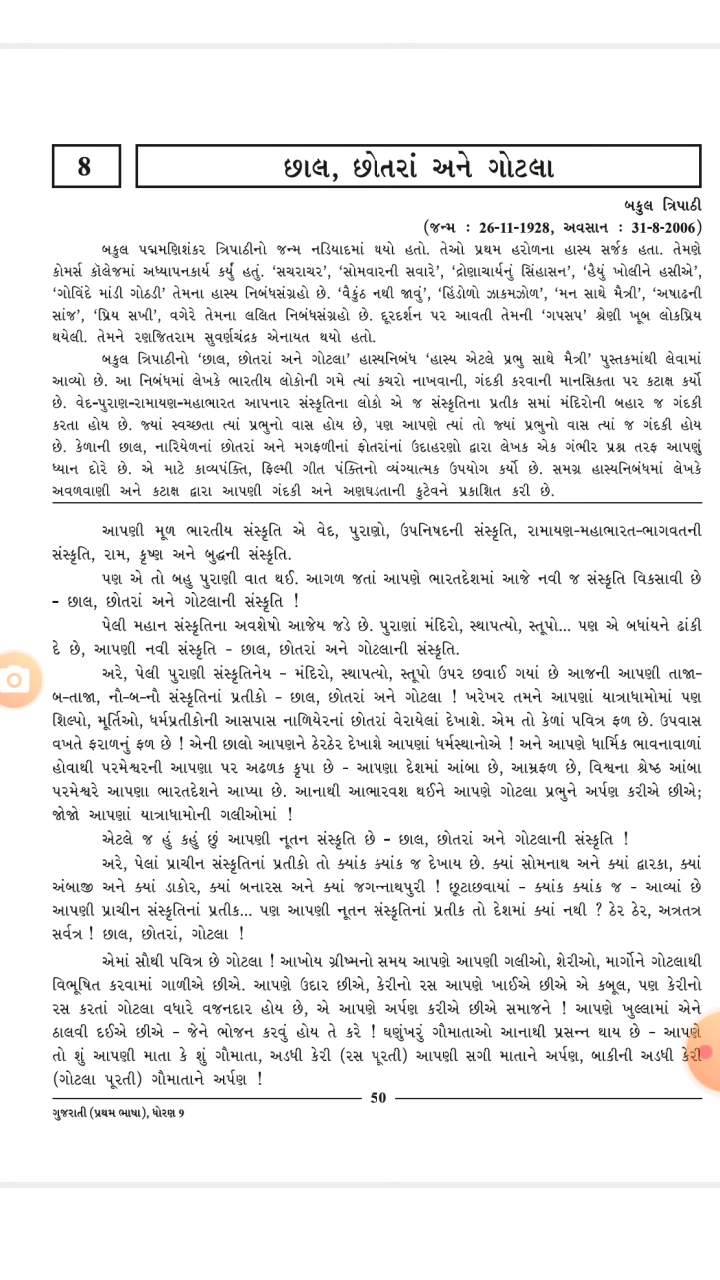 8
છાલ, છોતરાં અને ગોટલા
બકુલ ત્રિપાઠી
(જન્મ : 26-11-1928, અવસાન : 31-8-2006)
બકુલ પદ્મમણિશંકર ત્રિપાઠીનો જન્મ નડિયાદમાં થયો હતો. તેઓ પ્રથમ હરોળના હાસ્ય સર્જક હતા. તેમણે
કોમર્સ કૉલેજમાં અધ્યાપનકાર્ય કર્યું હતું. ‘સચરાચર’, ‘સોમવારની સવારે’, ‘દ્રોણાચાર્યનું સિંહાસન’, ‘હૈયું ખોલીને હસીએ’,
‘ગોવિંદે માંડી ગોઠડી’ તેમના હાસ્ય નિબંધસંગ્રહો છે. ‘વૈકુંઠ નથી જાવું’, ‘હિંડોળો ઝાકમઝોળ’, ‘મન સાથે મૈત્રી’, ‘અષાઢની
સાંજ’, ‘પ્રિય સખી’, વગેરે તેમના લલિત નિબંધસંગ્રહો છે. દૂરદર્શન પર આવતી તેમની ‘ગપસપ’ શ્રેણી ખૂબ લોકપ્રિય
થયેલી. તેમને રણજિતરામ સુવર્ણચંદ્રક એનાયત થયો હતો.
બકુલ ત્રિપાઠીનો ‘છાલ, છોતરાં અને ગોટલા’ હાસ્યનિબંધ ‘હાસ્ય એટલે પ્રભુ સાથે મૈત્રી’ પુસ્તકમાંથી લેવામાં
આવ્યો છે. આ નિબંધમાં લેખકે ભારતીય લોકોની ગમે ત્યાં કચરો નાખવાની, ગંદકી કરવાની માનસિકતા પર કટાક્ષ કર્યો
છે. વેદ-પુરાણ-રામાયણ-મહાભારત આપનાર સંસ્કૃતિના લોકો એ જ સંસ્કૃતિના પ્રતીક સમાં મંદિરોની બહાર જ ગંદકી
કરતા હોય છે. જ્યાં સ્વચ્છતા ત્યાં પ્રભુનો વાસ હોય છે, પણ આપણે ત્યાં તો જ્યાં પ્રભુનો વાસ ત્યાં જ ગંદકી હોય
છે. કેળાની છાલ, નારિયેળનાં છોતરાં અને મગફળીનાં ફોતરાંનાં ઉદાહરણો દ્વારા લેખક એક ગંભીર પ્રશ્ન તરફ આપણું
ધ્યાન દોરે છે. એ માટે કાવ્યપંક્તિ, ફિલ્મી ગીત પંક્તિનો વ્યંગ્યાત્મક ઉપયોગ કર્યો છે. સમગ્ર હાસ્યનિબંધમાં લેખકે
અવળવાણી અને કટાક્ષ દ્વારા આપણી ગંદકી અને અણઘડતાની કુટેવને પ્રકાશિત કરી છે.
આપણી મૂળ ભારતીય સંસ્કૃતિ એ વેદ, પુરાણો, ઉપનિષદની સંસ્કૃતિ, રામાયણ-મહાભારત-ભાગવતની
સંસ્કૃતિ, રામ, કૃષ્ણ અને બુદ્ધની સંસ્કૃતિ.
પણ એ તો બહુ પુરાણી વાત થઈ. આગળ જતાં આપણે ભારતદેશમાં આજે નવી જ સંસ્કૃતિ વિકસાવી છે
- છાલ, છોતરાં અને ગોટલાની સંસ્કૃતિ !
પેલી મહાન સંસ્કૃતિના અવશેષો આજેય જડે છે. પુરાણાં મંદિરો, સ્થાપત્યો, સ્તૂપો... પણ એ બધાંયને ઢાંકી
દે છે, આપણી નવી સંસ્કૃતિ - છાલ, છોતરાં અને ગોટલાની સંસ્કૃતિ.
અરે, પેલી પુરાણી સંસ્કૃતિનેય - મંદિરો, સ્થાપત્યો, સ્તૂપો ઉપર છવાઈ ગયાં છે આજની આપણી તાજા-
બ-તાજા, નૌ-બ-નૌ સંસ્કૃતિનાં પ્રતીકો - છાલ, છોતરાં અને ગોટલા ! ખરેખર તમને આપણાં યાત્રાધામોમાં પણ
શિલ્પો, મૂર્તિઓ, ધર્મપ્રતીકોની આસપાસ નાળિયેરનાં છોતરાં વેરાયેલાં દેખાશે. એમ તો કેળાં પવિત્ર ફળ છે. ઉપવાસ
વખતે ફરાળનું ફળ છે ! એની છાલો આપણને ઠેરઠેર દેખાશે આપણાં ધર્મસ્થાનોએ ! અને આપણે ધાર્મિક ભાવનાવાળાં
હોવાથી પરમેશ્વરની આપણા પર અઢળક કૃપા છે - આપણા દેશમાં આંબા છે, આમ્રફળ છે, વિશ્વના શ્રેષ્ઠ આંબા
પરમેશ્વરે આપણા ભારતદેશને આપ્યા છે. આનાથી આભારવશ થઈને આપણે ગોટલા પ્રભુને અર્પણ કરીએ છીએ;
જોજો આપણાં યાત્રાધામોની ગલીઓમાં !
એટલે જ હું કહું છું આપણી નૂતન સંસ્કૃતિ છે - છાલ, છોતરાં અને ગોટલાની સંસ્કૃતિ !
અરે, પેલાં પ્રાચીન સંસ્કૃતિનાં પ્રતીકો તો ક્યાંક ક્યાંક જ દેખાય છે. ક્યાં સોમનાથ અને ક્યાં દ્વારકા, ક્યાં
અંબાજી અને ક્યાં ડાકોર, ક્યાં બનારસ અને ક્યાં જગન્નાથપુરી ! છૂટાછવાયાં - ક્યાંક ક્યાંક જ - આવ્યાં છે
આપણી પ્રાચીન સંસ્કૃતિનાં પ્રતીક... પણ આપણી નૂતન સંસ્કૃતિનાં પ્રતીક તો દેશમાં ક્યાં નથી ? ઠેર ઠેર, અત્રતત્ર
સર્વત્ર ! છાલ, છોતરાં, ગોટલા !
એમાં સૌથી પવિત્ર છે ગોટલા ! આખોય ગ્રીષ્મનો સમય આપણે આપણી ગલીઓ, શેરીઓ, માર્ગોને ગોટલાથી
વિભૂષિત કરવામાં ગાળીએ છીએ. આપણે ઉદાર છીએ, કેરીનો રસ આપણે ખાઈએ છીએ એ કબૂલ, પણ કેરીનો
રસ કરતાં ગોટલા વધારે વજનદાર હોય છે, એ આપણે અર્પણ કરીએ છીએ સમાજને ! આપણે ખુલ્લામાં એને
ઠાલવી દઈએ છીએ - જેને ભોજન કરવું હોય તે કરે ! ઘણુંખરું ગૌમાતાઓ આનાથી પ્રસન્ન થાય છે - આપણે
તો શું આપણી માતા કે શું ગૌમાતા, અડધી કેરી (રસ પૂરતી) આપણી સગી માતાને અર્પણ, બાકીની અડધી કેરી
(ગોટલા પૂરતી) ગૌમાતાને અર્પણ !
50
ગુજરાતી (પ્રથમ ભાષા), ધોરણ 9